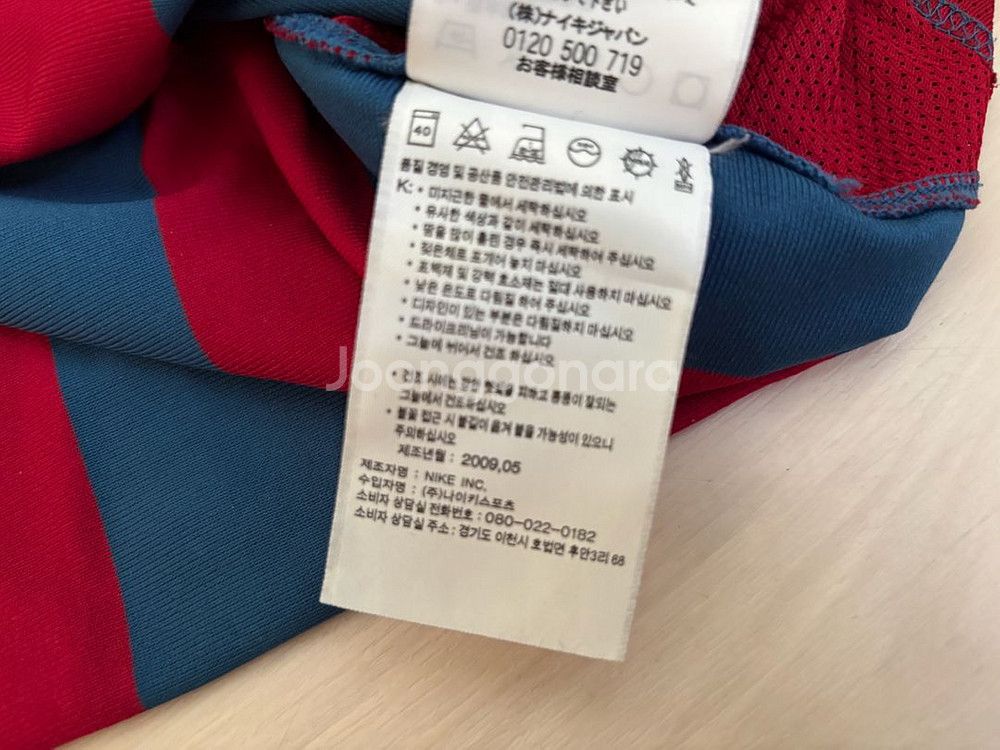 下さい
(株)ナイキジャパン
0120 500 719
お客様相談室
40
품질 경영 및 공산품 안전관리법에 의한 표시
K: * 미지근한 물에서 세탁하십시오
* 유사한 색상과 같이 세탁하십시오
* 땀을 많이 흘린 경우 즉시 세탁하여 주십시오
* 젖은채로 포개어 놓치 마십시오
* 표백제 및 강력 효소제는 절대 사용하지 마십시오
* 낮은 온도로 다림질 하여 주십시오
* 디자인이 있는 부분은 다림질하지 마십시오
* 드라이크리닝이 가능합니다
* 그늘에 뉘어서 건조 하십시오
Joonggonara
* 건조 시에는 강한 햇빛을 피하고 통풍이 잘되는
그늘에서 건조하십시오
* 불꽃 접근 시 불길이 옮겨 붙을 가능성이 있으니
주의하십시오
제조년월 : 2009.05
제조자명 : NIKE INC.
수입자명 : (주)나이키스포츠
소비자 상담실 전화번호 : 080-022-0182
소비자 상담실 주소 : 경기도 이천시 호법면 후안3리 68